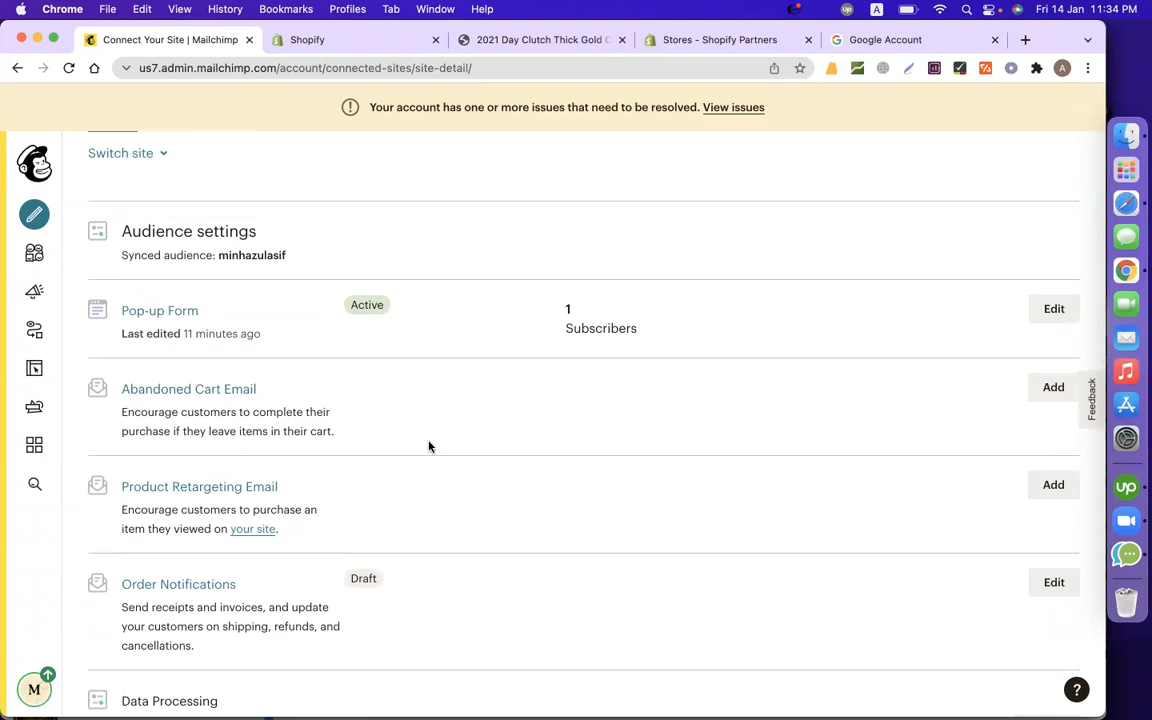 Chrome File Edit View History Bookmarks Profiles Tab Window Help
up A Fri 14 Jan 11:34 PM
Connect Your Site | Mailchimp
Shopify
2021 Day Clutch Thick Gold C
Stores - Shopify Partners
Google Account
us7.admin.mailchimp.com/account/connected-sites/site-detail/
A
Your account has one or more issues that need to be resolved. View issues
Switch site
Audience settings
Synced audience: minhazulasif
Pop-up Form
Active
1
Subscribers
Edit
Last edited 11 minutes ago
Abandoned Cart Email
Add
Encourage customers to complete their
purchase if they leave items in their cart.
Feedback
Product Retargeting Email
Add
Encourage customers to purchase an
item they viewed on your site.
up
Order Notifications
Draft
Edit
Send receipts and invoices, and update
your customers on shipping, refunds, and
cancellations.
M
?
Data Processing